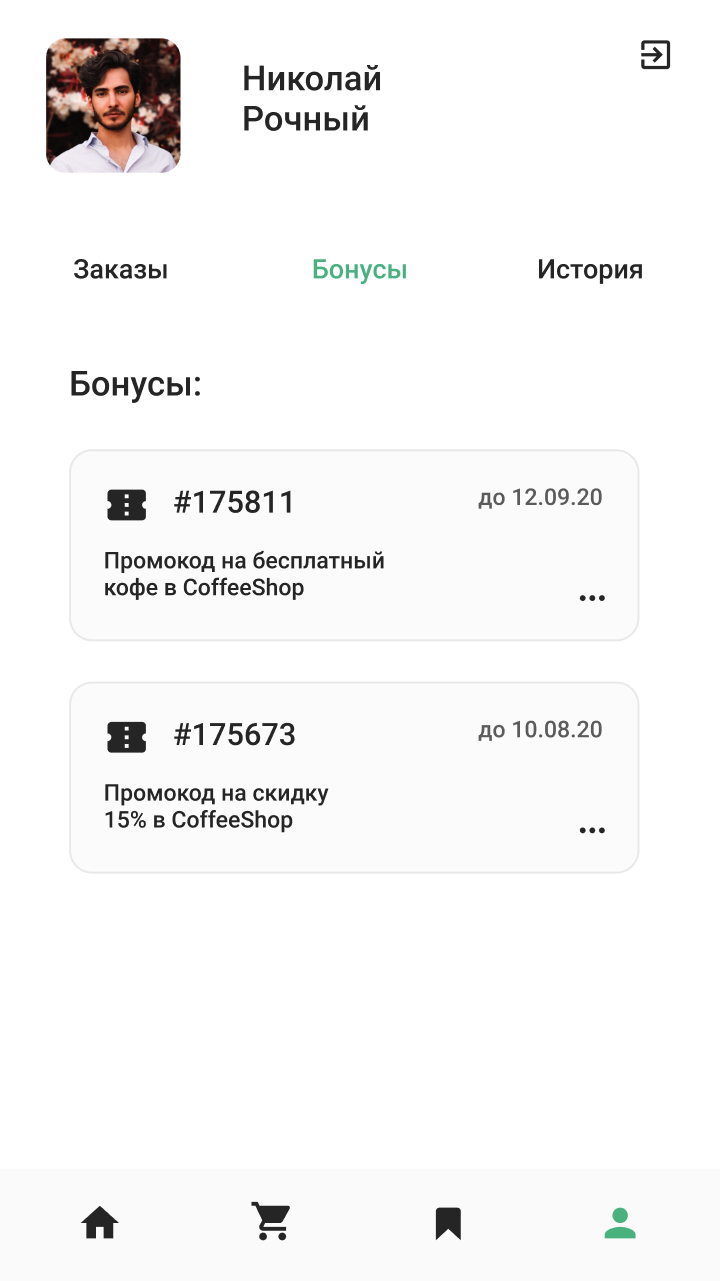 Николай
Рочный
Заказы
Бонусы
История
Бонусы:
#175811
до 12.09.20
Промокод на бесплатный
кофе в CoffeeShop
#175673
до 10.08.20
Промокод на скидку
15% в CoffeeShop